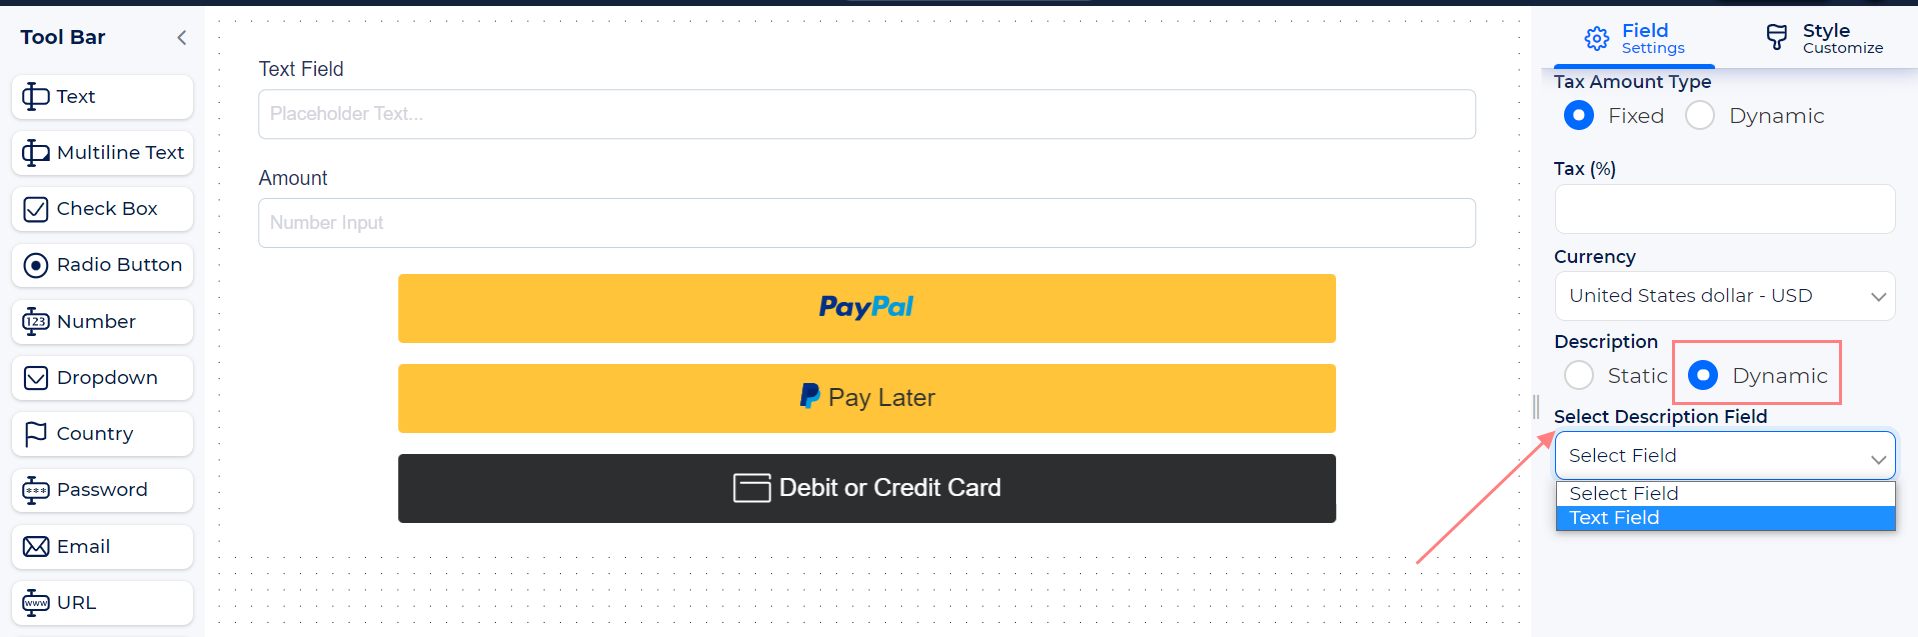 Tool Bar
Text
Multiline Text
Check Box
Radio Button
123 Number
Dropdown
Country
*** Password
Email
www URL
Text Field
Placeholder Text...
Amount
Number Input
PayPal
Pay Later
Debit or Credit Card
Field
Settings
Style
Customize
Tax Amount Type
Fixed Dynamic
Tax (%)
Currency
United States dollar - USD
Description
Static Dynamic
Select Description Field
Select Field
Select Field
Text Field